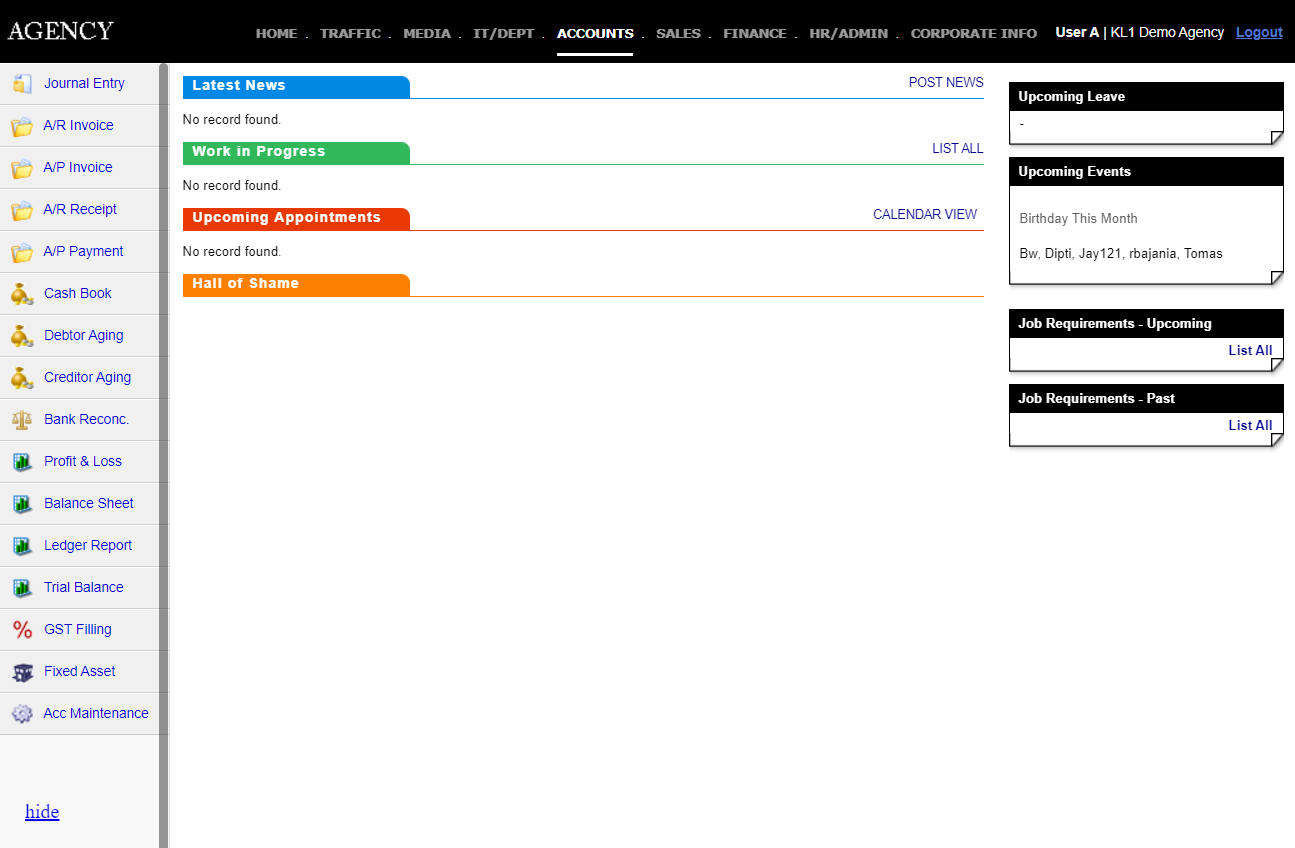 AGENCY
HOME . TRAFFIC . MEDIA . IT/DEPT . ACCOUNTS . SALES . FINANCE . HR/ADMIN . CORPORATE INFO
User A | KL1 Demo Agency Logout
Journal Entry
A/R Invoice
A/P Invoice
A/R Receipt
A/P Payment
Cash Book
Debtor Aging
Creditor Aging
Bank Reconc.
Profit & Loss
Balance Sheet
Ledger Report
Trial Balance
GST Filling
Fixed Asset
Acc Maintenance
hide
Latest News POST NEWS
No record found.
Work in Progress LIST ALL
No record found.
Upcoming Appointments CALENDAR VIEW
No record found.
Hall of Shame
Upcoming Leave
-
Upcoming Events
Birthday This Month
Bw, Dipti, Jay121, rbajania, Tomas
Job Requirements - Upcoming
List All
Job Requirements - Past
List All